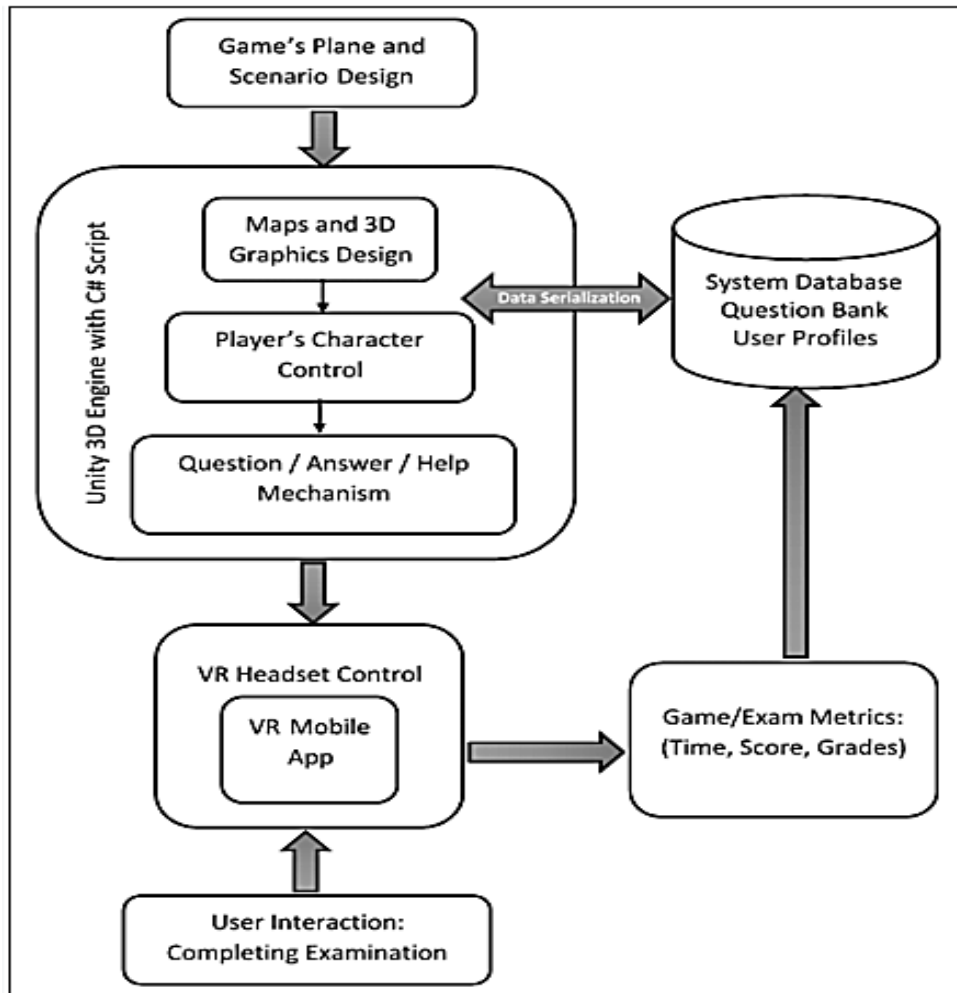 Game's Plane and
Scenario Design
Unity 3D Engine with C# Script
Maps and 3D
Graphics Design
Player's Character
Control
Question / Answer / Help
Mechanism
Data Serialization
System Database
Question Bank
User Profiles
VR Headset Control
VR Mobile
App
Game/Exam Metrics:
(Time, Score, Grades)
User Interaction:
Completing Examination